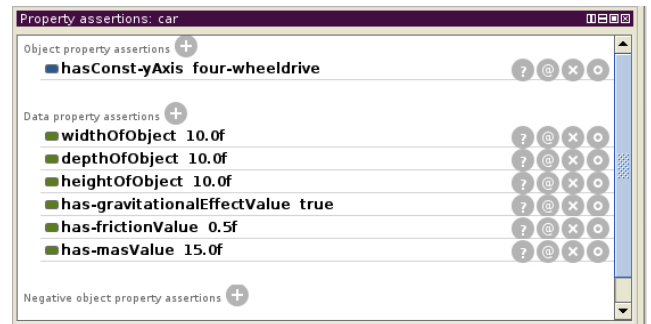 Property assertions: car
Object property assertions
hasConst-yAxis four-wheeldrive
Data property assertions
widthOfObject 10.0f
depthOfObject 10.0f
heightOfObject 10.0f
has-gravitationalEffectValue true
has-frictionValue 0.5f
has-masValue 15.0f
Negative object property assertions